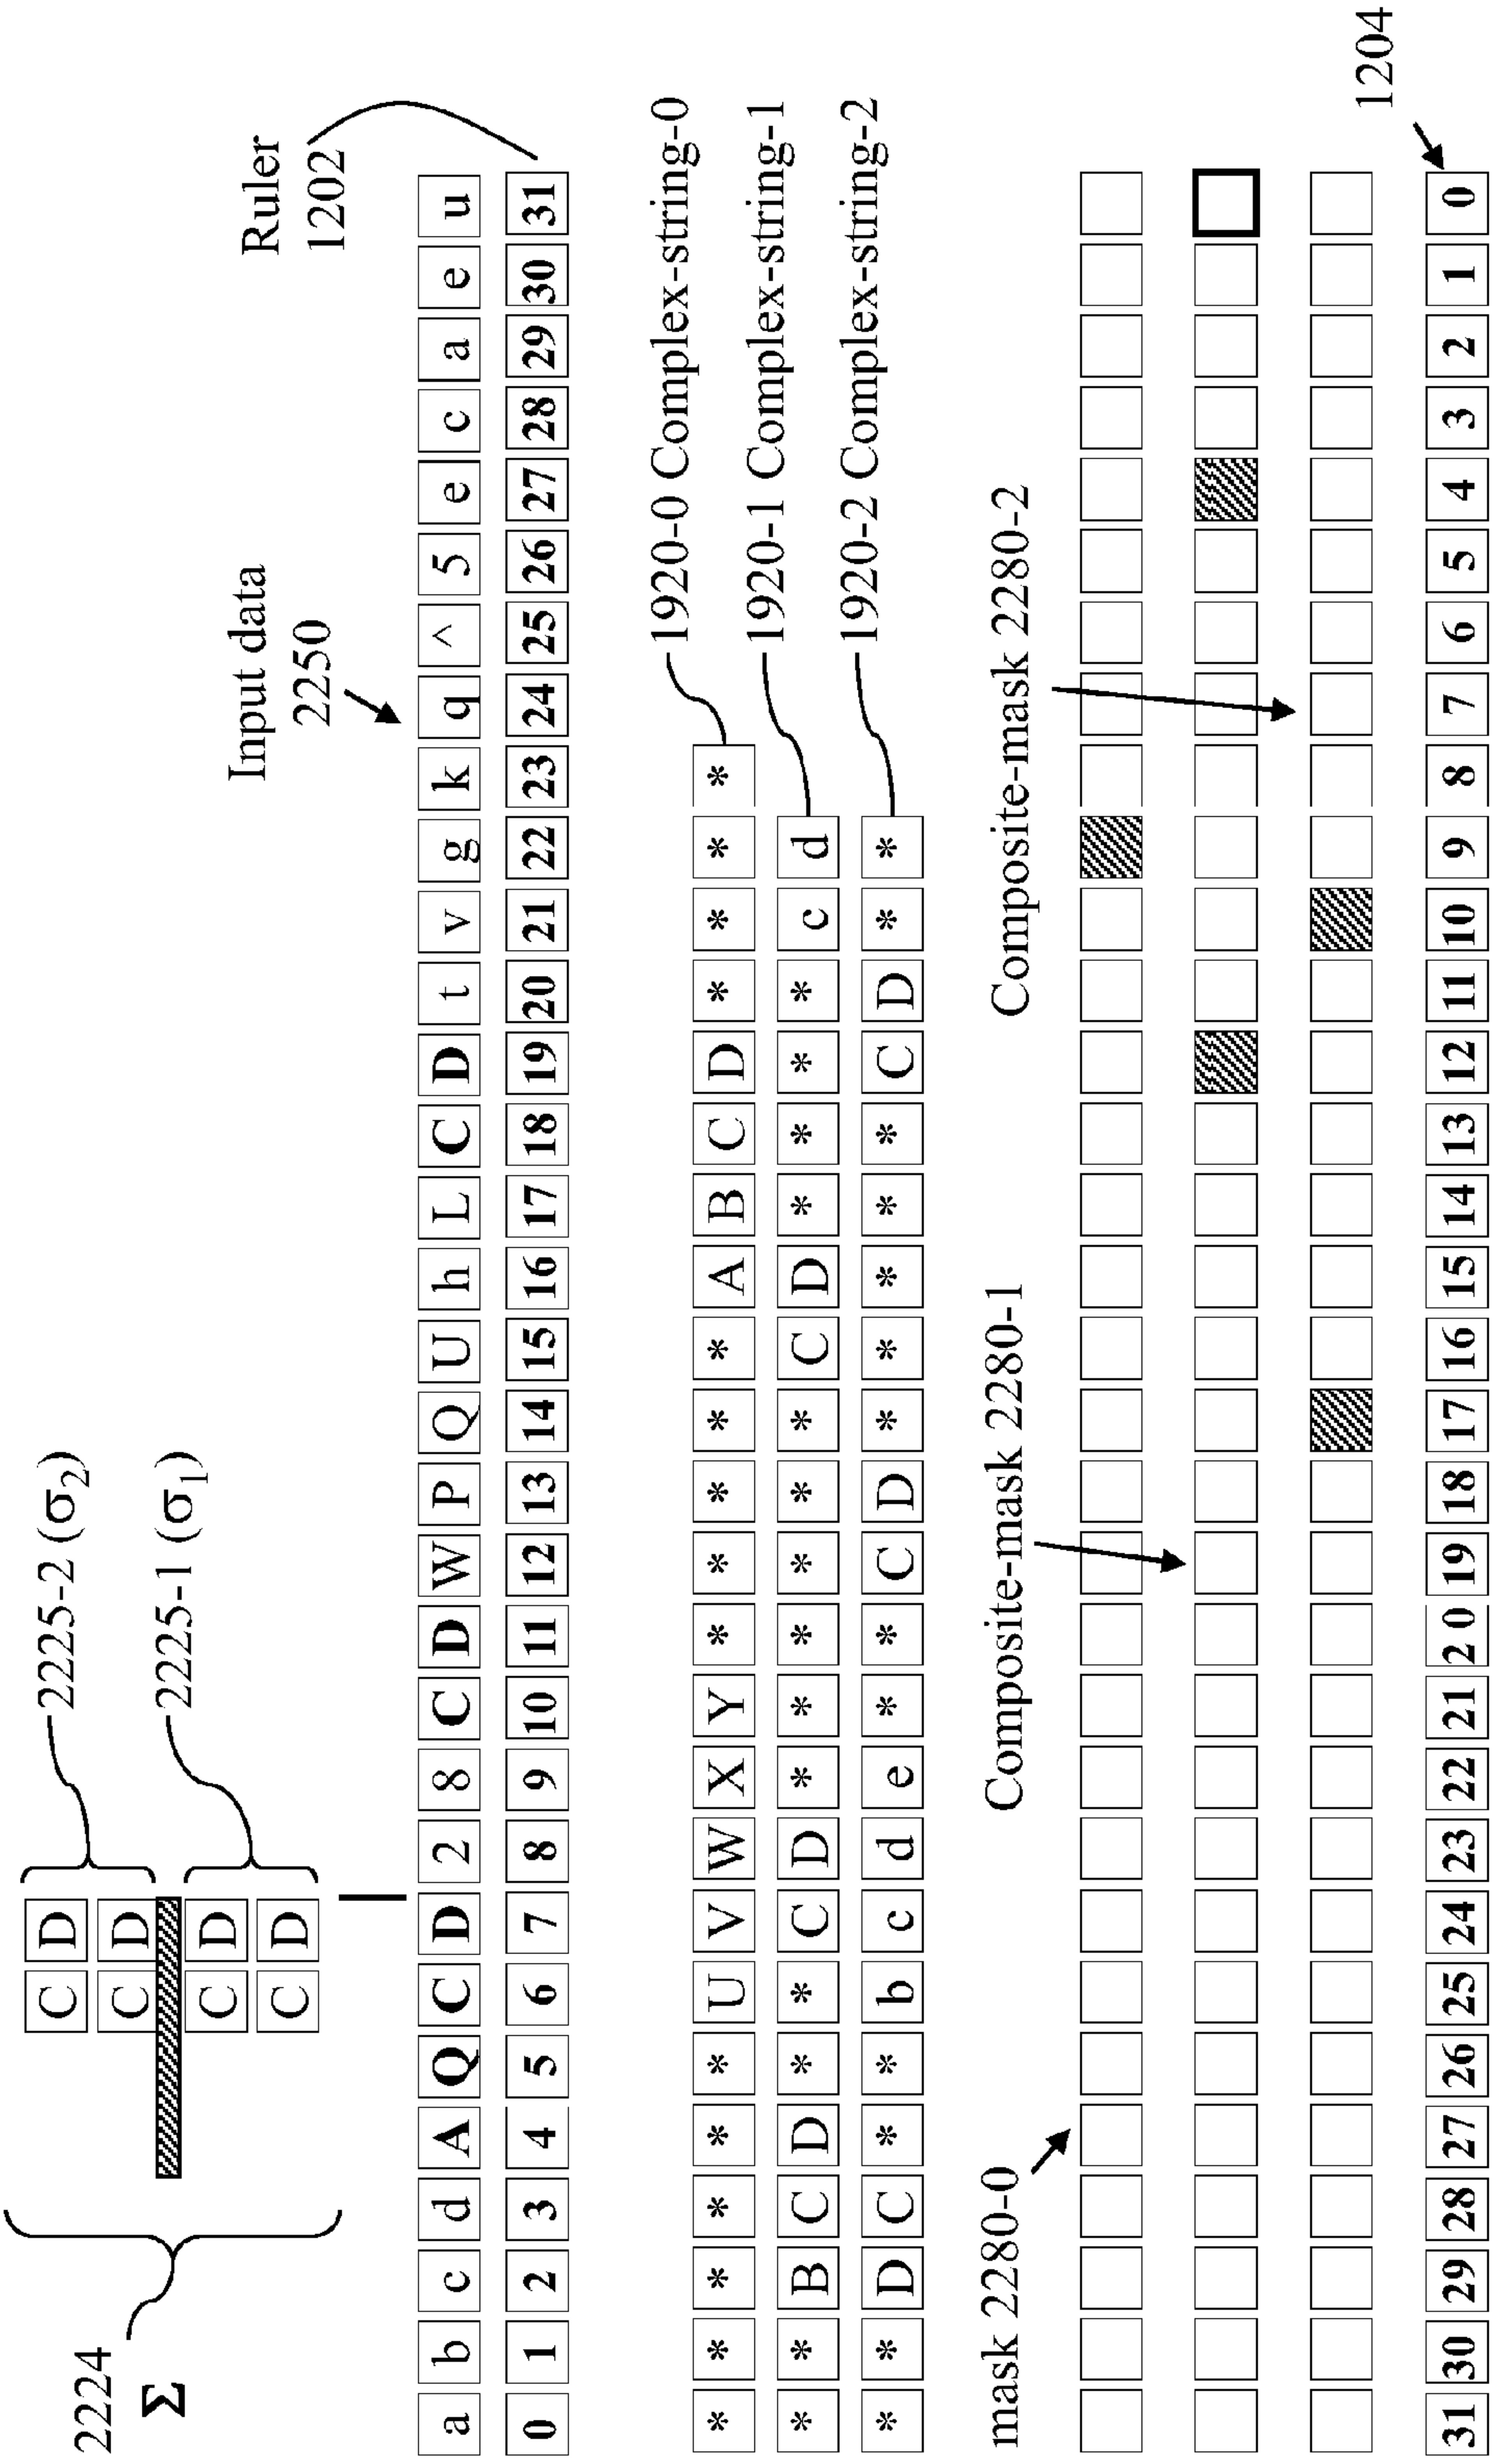 2224
Σ
C D
C D
C D
C D
2225-2 (σ2)
2225-1 (σ1)
Input data
2250
Ruler
1202
a b c d A Q C D 2 8 C D W P Q U h L C D t v g k q ^ 5 e c a e u
0 1 2 3 4 5 6 7 8 9 10 11 12 13 14 15 16 17 18 19 20 21 22 23 24 25 26 27 28 29 30 31
* * * * * * U V W X Y * * * * * A B C D * * * *
1920-0 Complex-string-0
* * B C D * * C D * * * * * * C D * * * * c d
1920-1 Complex-string-1
* * D C * * b c d e * * C D * * * * * C D * *
1920-2 Complex-string-2
mask 2280-0
Composite-mask 2280-1
Composite-mask 2280-2
1204
31 30 29 28 27 26 25 24 23 22 21 2 0 19 18 17 16 15 14 13 12 11 10 9 8 7 6 5 4 3 2 1 0